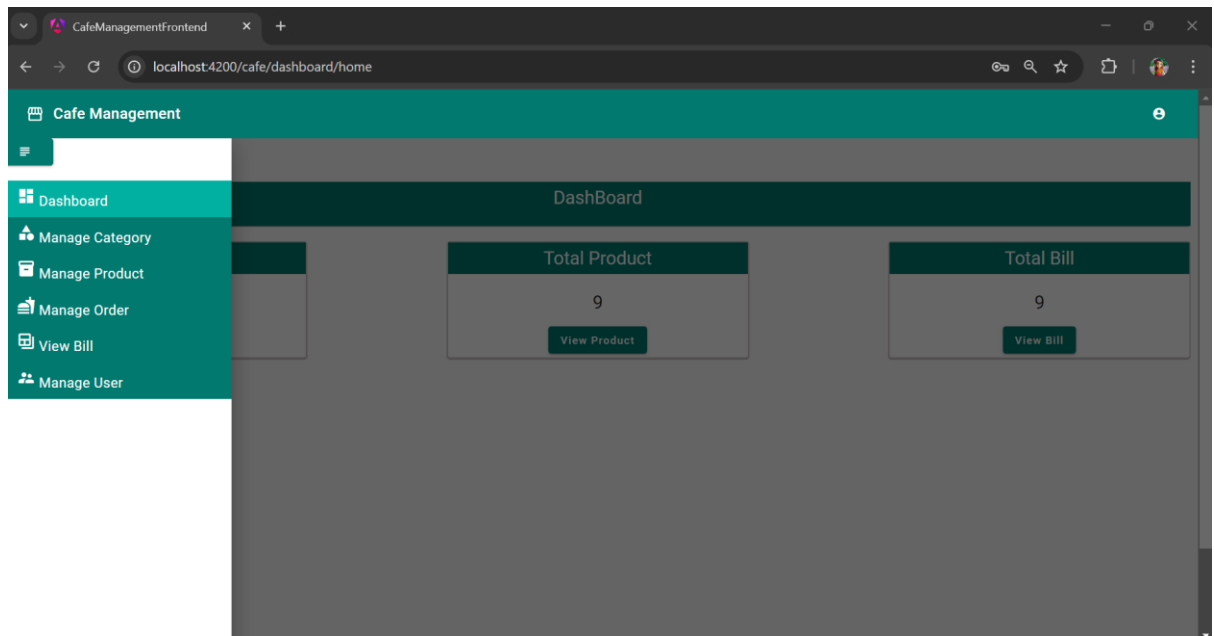 CafeManagementFrontend
localhost:4200/cafe/dashboard/home
Cafe Management
Dashboard
Manage Category
Manage Product
Manage Order
View Bill
Manage User
DashBoard
Total Product
9
View Product
Total Bill
9
View Bill